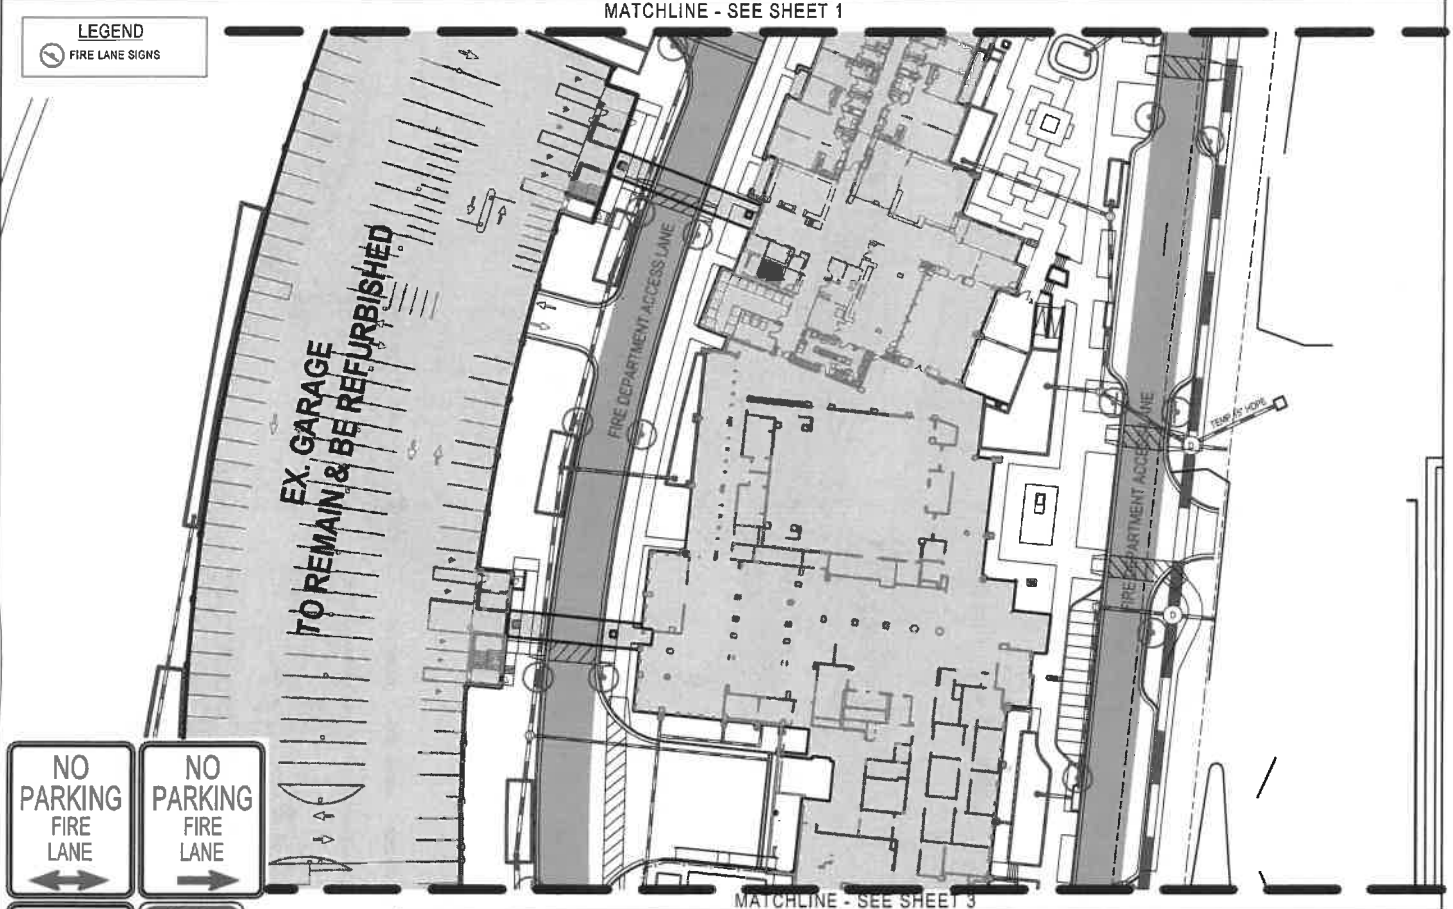 MATCHLINE - SEE SHEET 1
LEGEND
FIRE LANE SIGNS
EX. GARAGE
TO REMAIN & BE REFURBISHED
FIRE DEPARTMENT ACCESS LANE
FIRE DEPARTMENT ACCESS LANE
NO
PARKING
FIRE
LANE
NO
PARKING
FIRE
LANE
MATCHLINE - SEE SHEET 3